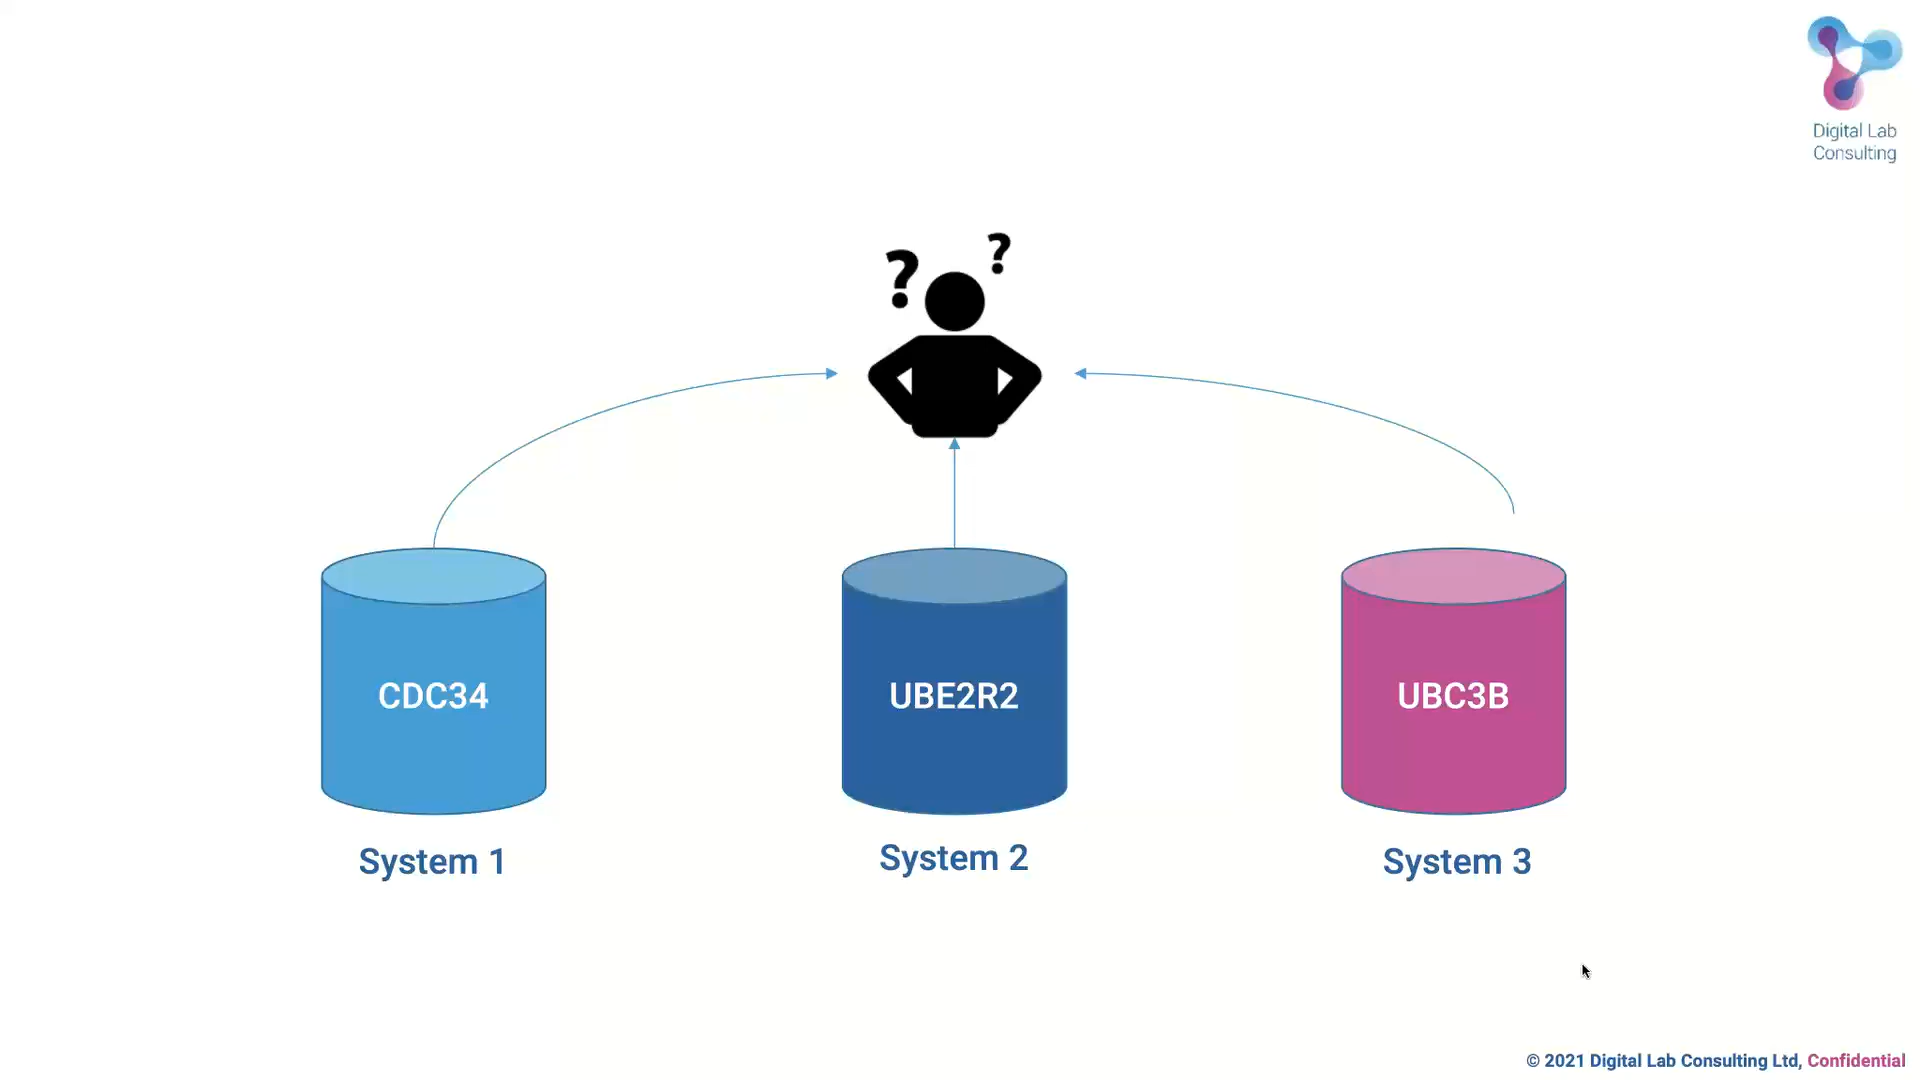 Digital Lab
Consulting
? ?
CDC34
UBE2R2
UBC3B
System 1
System 2
System 3
© 2021 Digital Lab Consulting Ltd, Confidential